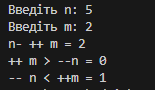 Введіть n: 5
Введіть m: 2
n- ++ m = 2
++ m > --n = 0
-- n < ++m = 1